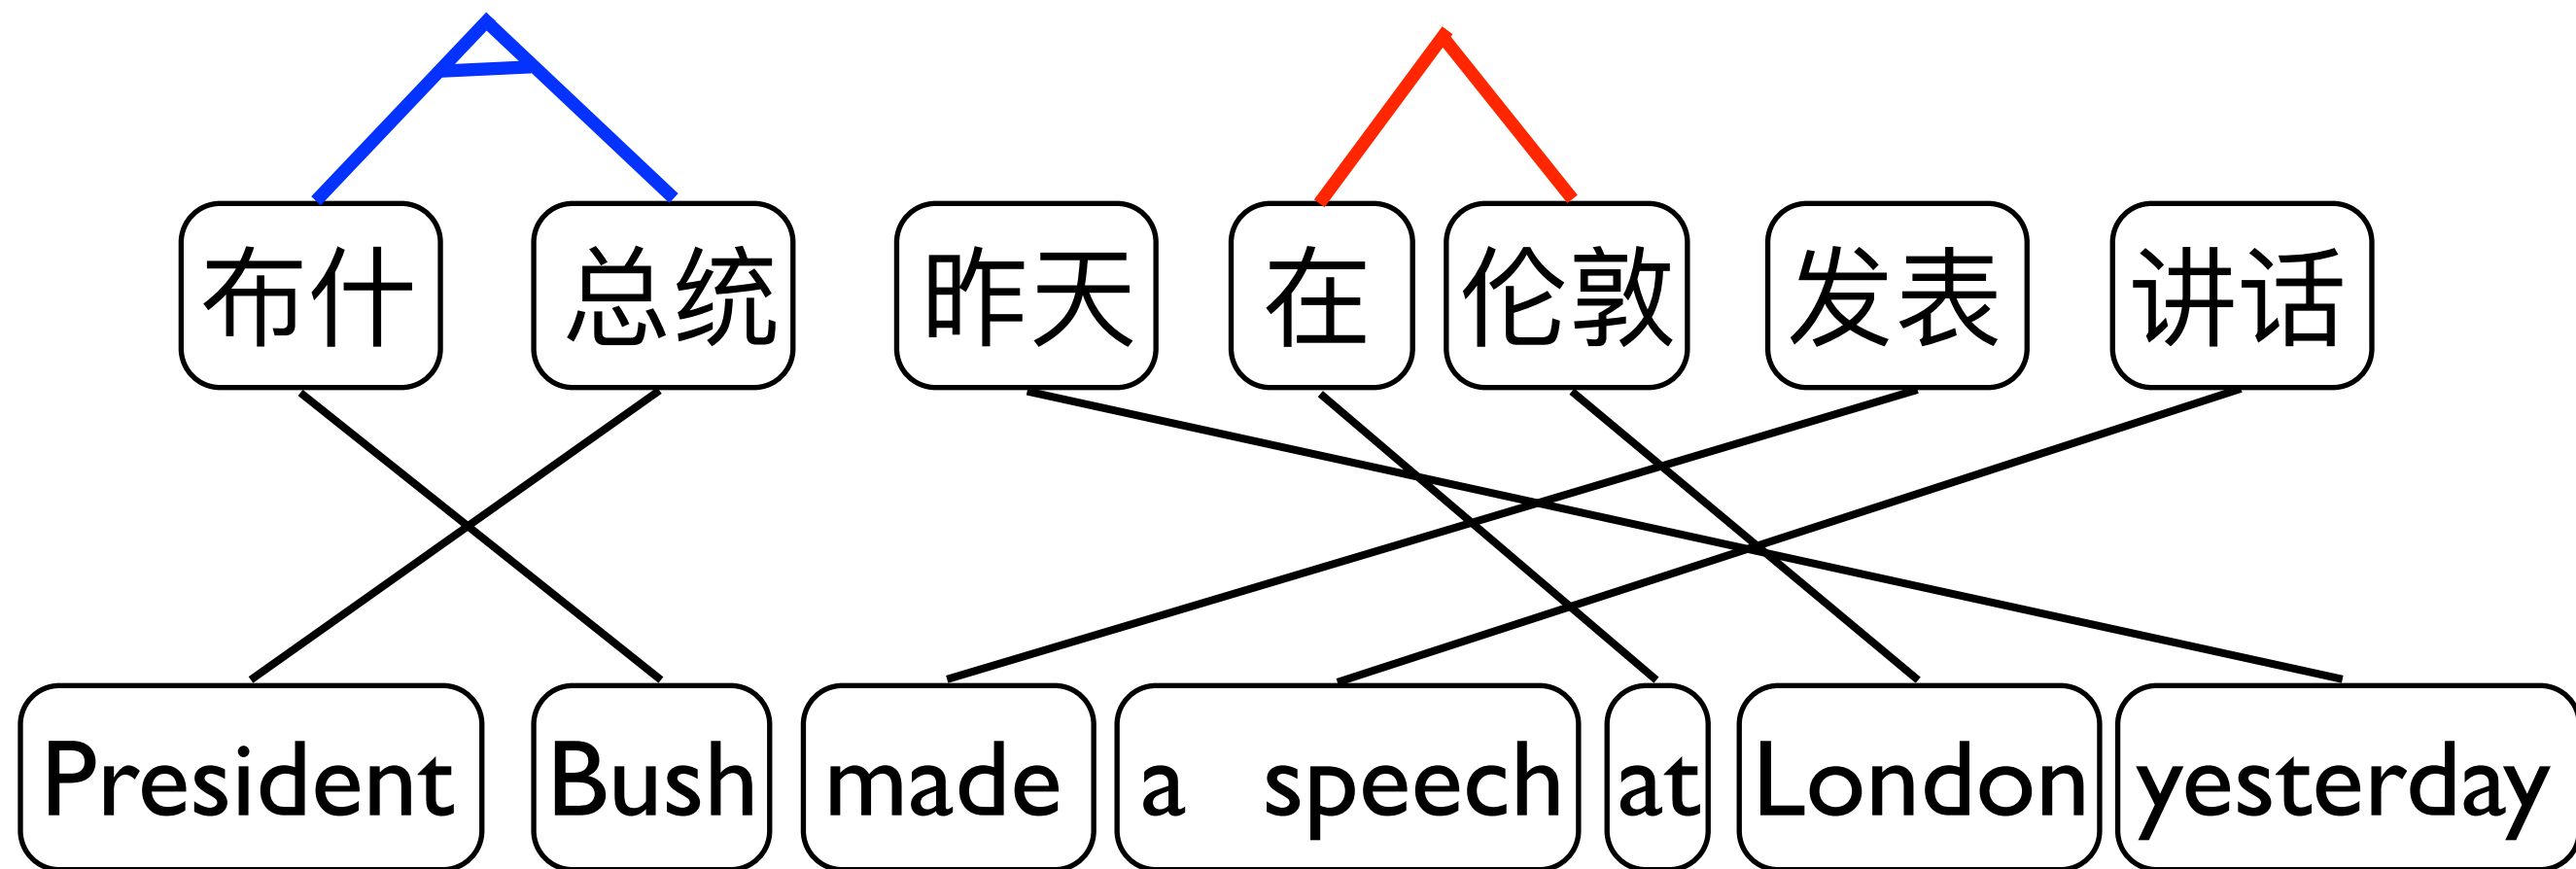 布什 总统 昨天 在 伦敦 发表 讲话
President Bush made a speech at London yesterday